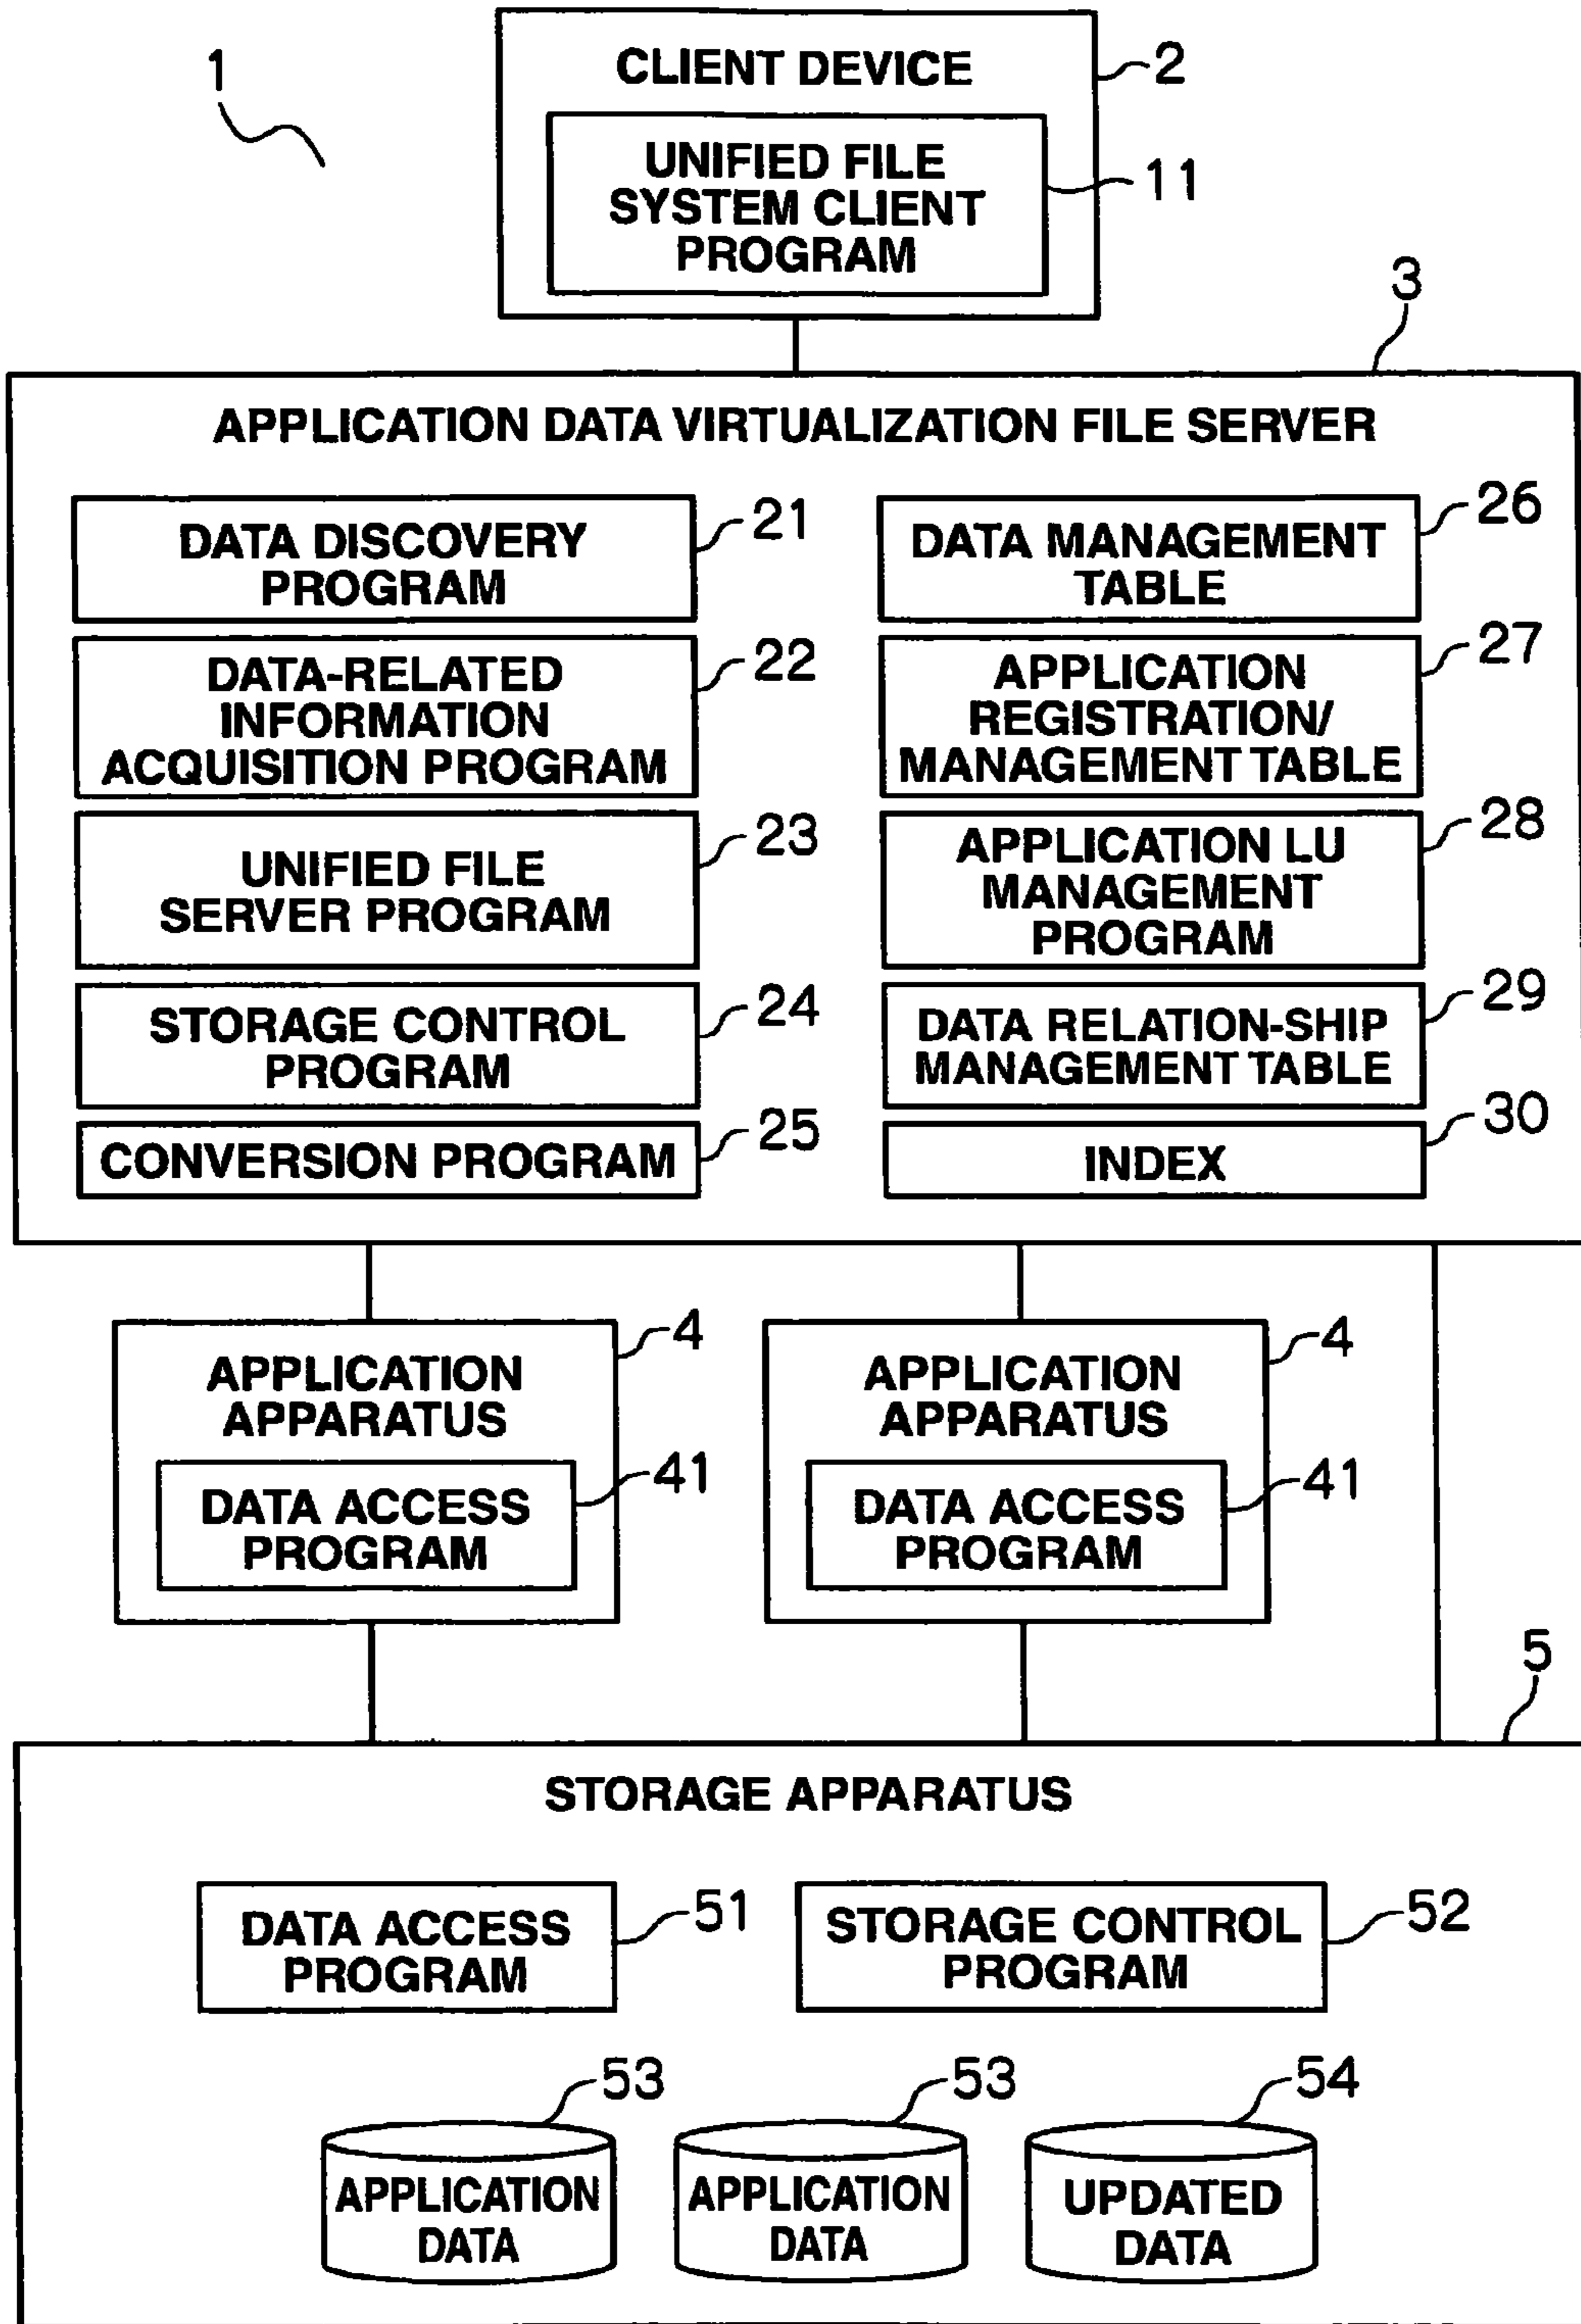 1
CLIENT DEVICE
2
UNIFIED FILE
SYSTEM CLIENT
PROGRAM
11
3
APPLICATION DATA VIRTUALIZATION FILE SERVER
DATA DISCOVERY
PROGRAM
21
DATA MANAGEMENT
TABLE
26
DATA-RELATED
INFORMATION
ACQUISITION PROGRAM
22
APPLICATION
REGISTRATION/
MANAGEMENT TABLE
27
UNIFIED FILE
SERVER PROGRAM
23
APPLICATION LU
MANAGEMENT
PROGRAM
28
STORAGE CONTROL
PROGRAM
24
DATA RELATION-SHIP
MANAGEMENT TABLE
29
CONVERSION PROGRAM
25
INDEX
30
APPLICATION
APPARATUS
4
DATA ACCESS
PROGRAM
41
APPLICATION
APPARATUS
4
DATA ACCESS
PROGRAM
41
5
STORAGE APPARATUS
DATA ACCESS
PROGRAM
51
STORAGE CONTROL
PROGRAM
52
53
APPLICATION
DATA
53
APPLICATION
DATA
54
UPDATED
DATA